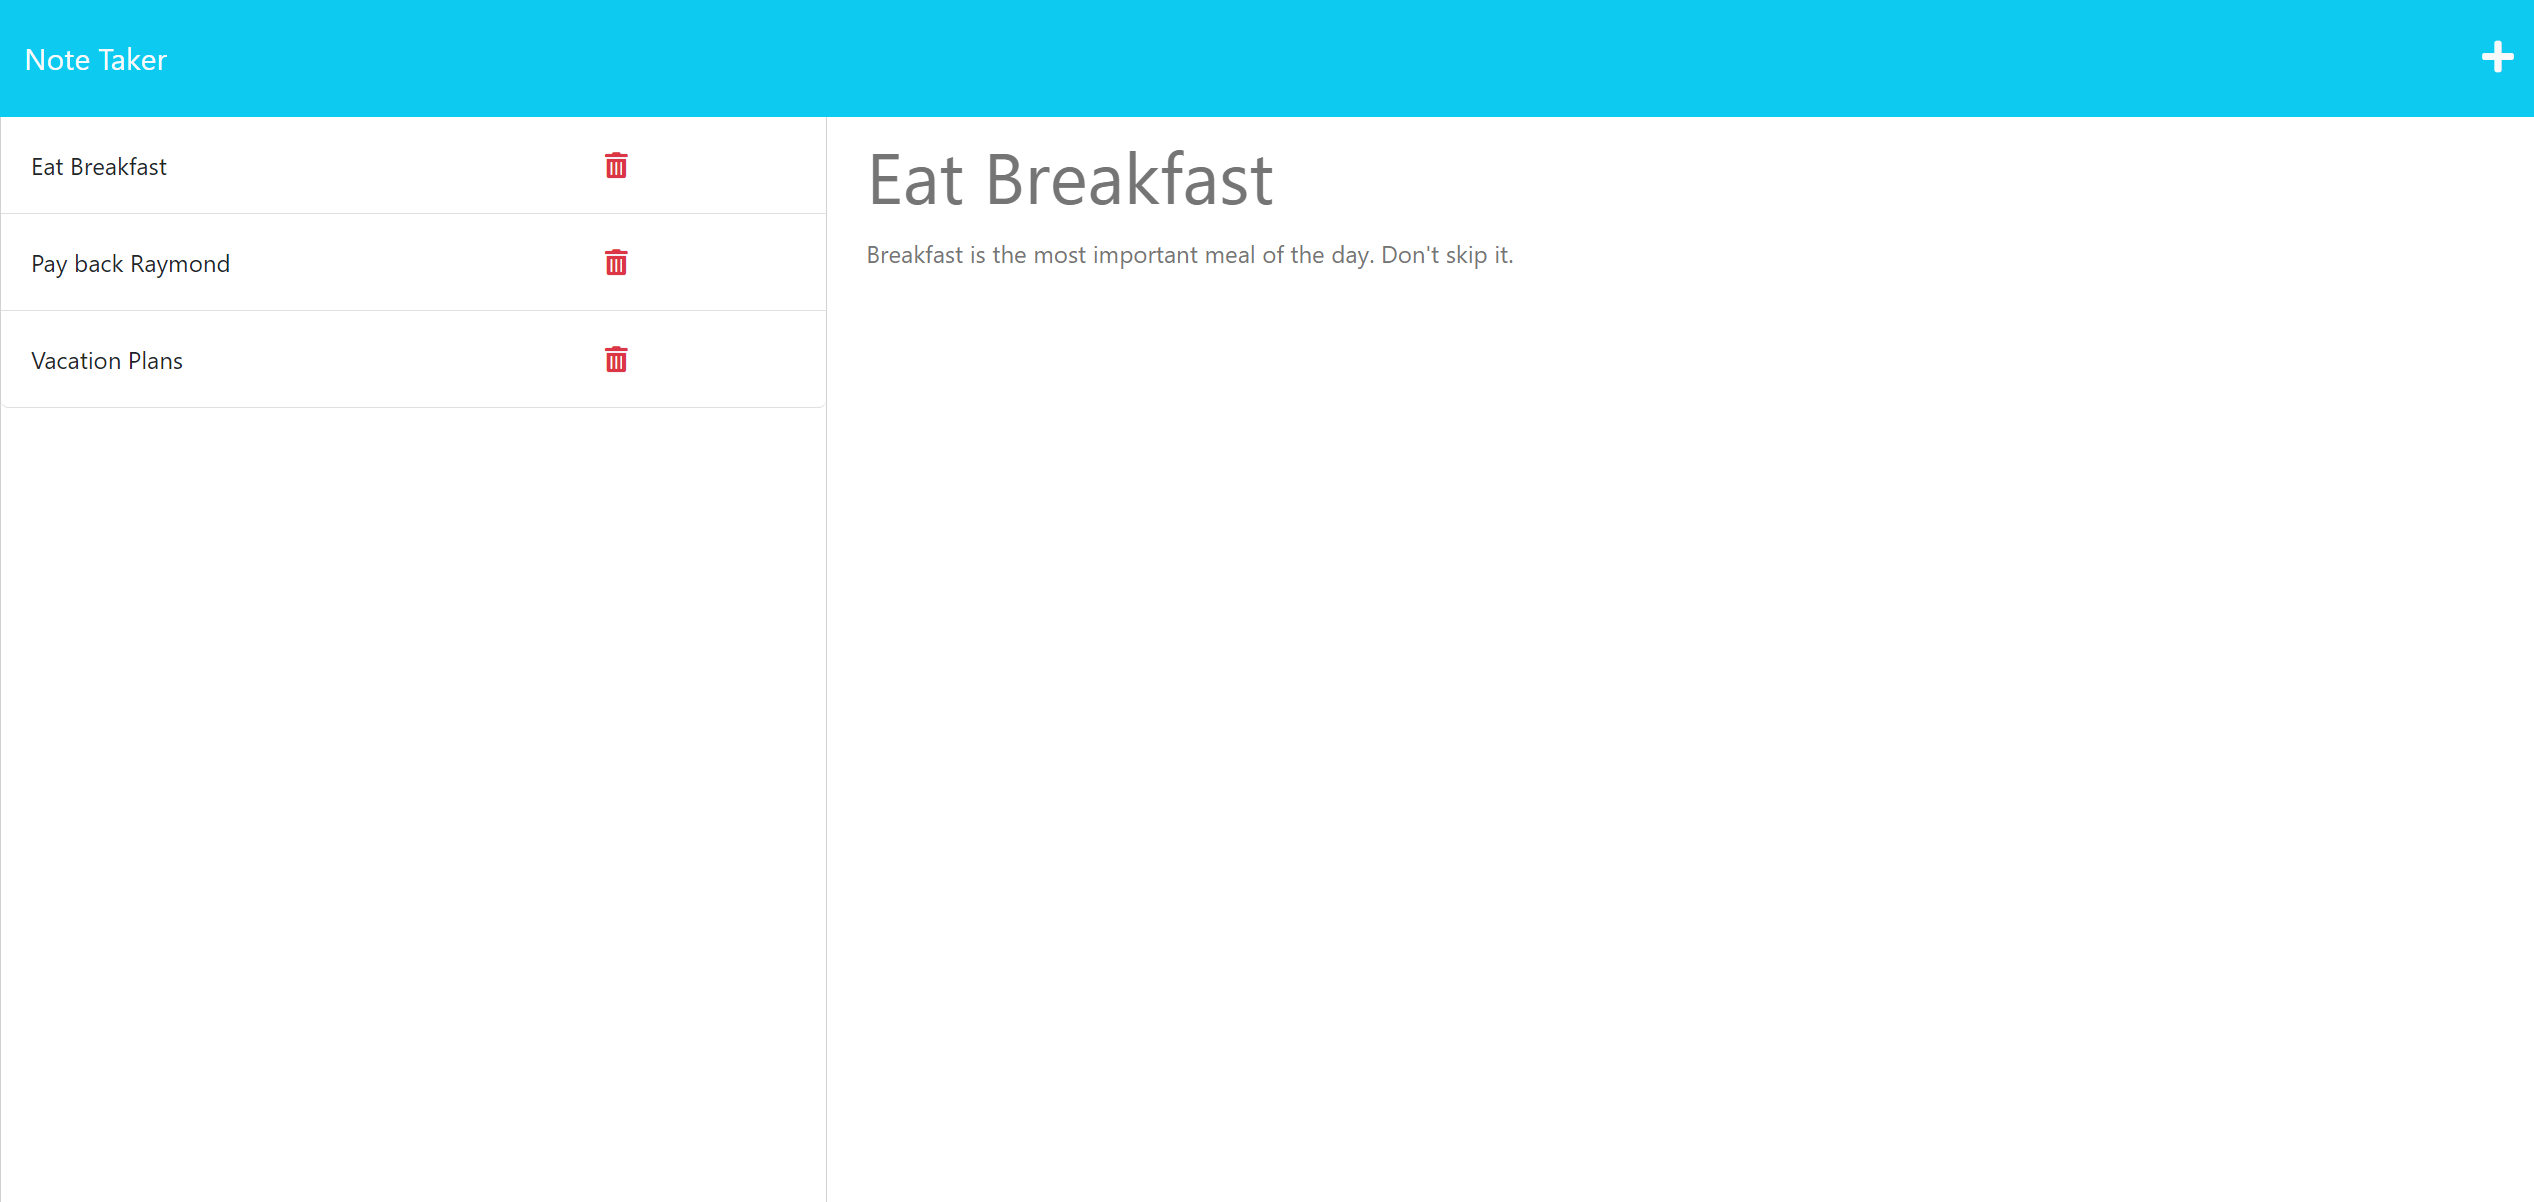 Note Taker
Eat Breakfast
Pay back Raymond
Vacation Plans
Eat Breakfast
Breakfast is the most important meal of the day. Don't skip it.